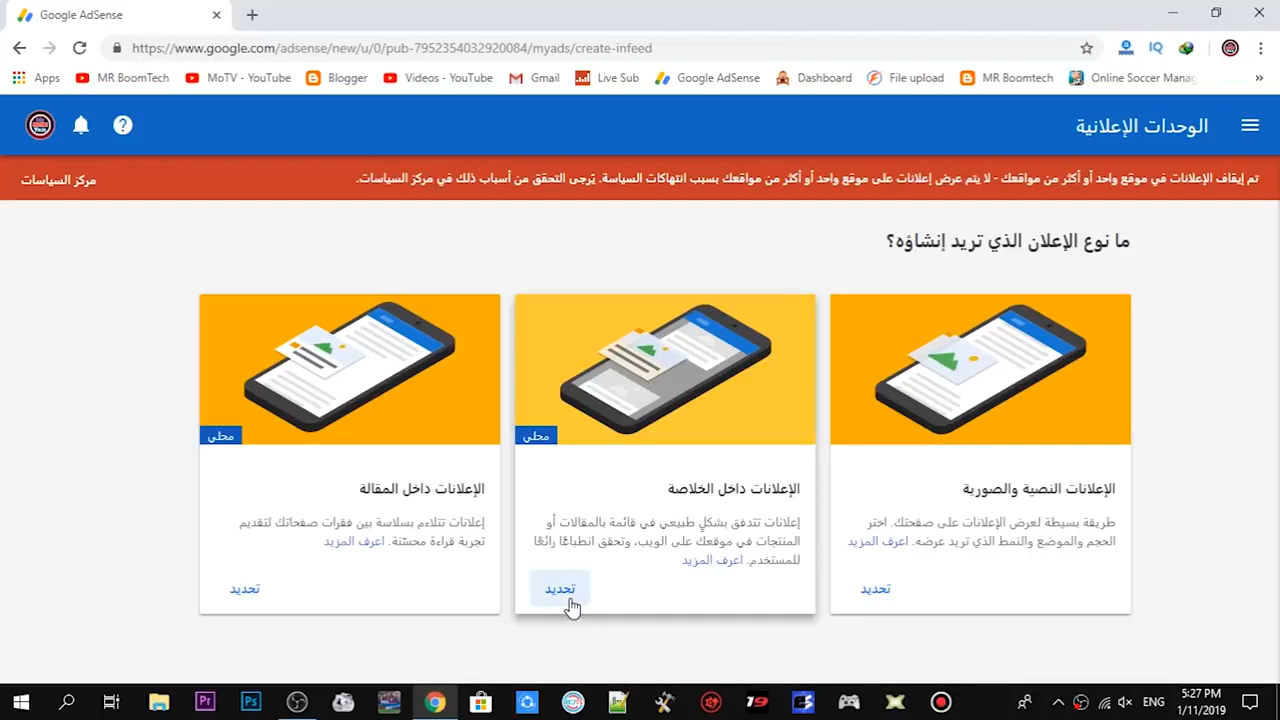 Google AdSense
https://www.google.com/adsense/new/u/0/pub-7952354032920084/myads/create-infeed
IQ
Apps
MR BoomTech
MoTV - YouTube
Blogger
Videos - YouTube
Gmail
Live Sub
Google AdSense
Dashboard
File upload
MR Boomtech
Online Soccer Manag
الوحدات الإعلانية
تم إيقاف الإعلانات في موقع واحد أو أكثر من مواقعك - لا يتم عرض إعلانات على موقع واحد أو أكثر من مواقعك بسبب انتهاكات السياسة. يُرجى التحقق من أسباب ذلك في مركز السياسات.
مركز السياسات
ما نوع الإعلان الذي تريد إنشاؤه؟
الإعلانات النصية والصورية
طريقة بسيطة لعرض الإعلانات على صفحتك. اختر
الحجم والموضع والنمط الذي تريد عرضه. اعرف المزيد
تحديد
محلي
الإعلانات داخل الخلاصة
إعلانات تتدفق بشكلٍ طبيعي في قائمة بالمقالات أو
المنتجات في موقعك على الويب، وتحقق انطباعًا رائعًا
للمستخدم. اعرف المزيد
تحديد
محلي
الإعلانات داخل المقالة
إعلانات تتلاءم بسلاسة بين فقرات صفحاتك لتقديم
تجربة قراءة محسّنة. اعرف المزيد
تحديد
Pr
Ps
19
ENG
5:27 PM
1/11/2019